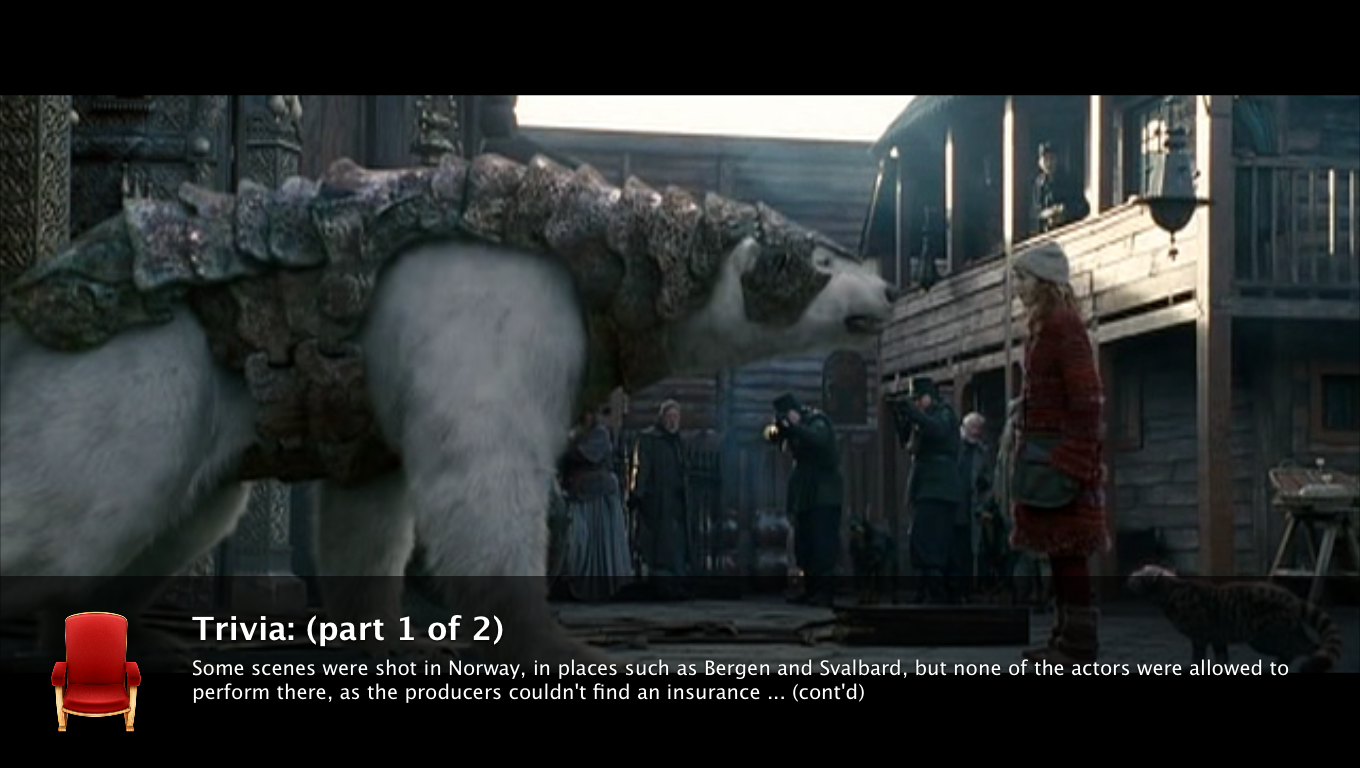 Trivia: (part 1 of 2)
Some scenes were shot in Norway, in places such as Bergen and Svalbard, but none of the actors were allowed to
perform there, as the producers couldn't find an insurance ... (cont'd)